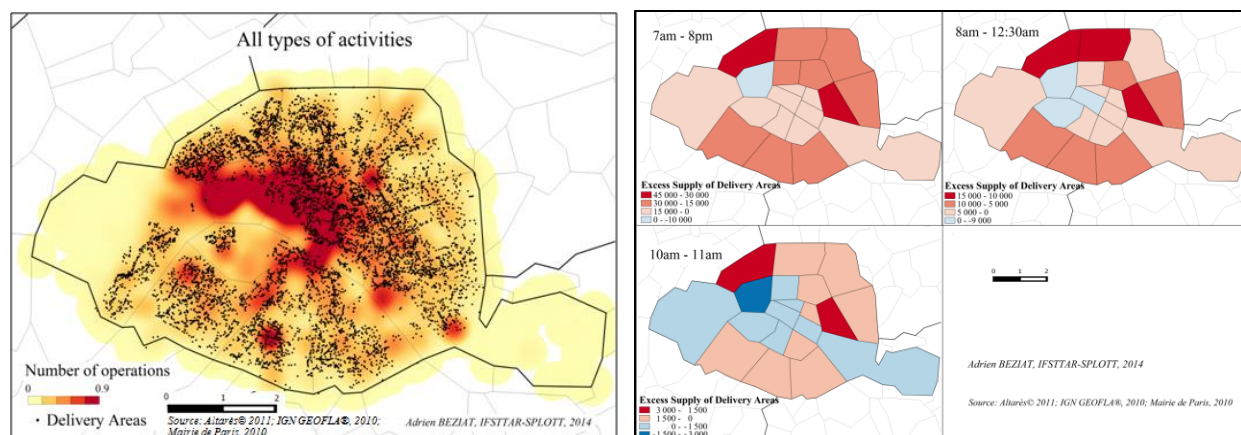 All types of activities
Number of operations
0 0.9
• Delivery Areas
0 1 2
Source: Altarès© 2011; IGN GEOFLA®, 2010;
Mairie de Paris, 2010
Adrien BEZIAT, IFSTTAR-SPLOTT, 2014
7am - 8pm
Excess Supply of Delivery Areas
45 000 - 30 000
30 000 - 15 000
15 000 - 0
0 - -10 000
8am - 12:30am
Excess Supply of Delivery Areas
15 000 - 10 000
10 000 - 5 000
5 000 - 0
0 - -9 000
10am - 11am
Excess Supply of Delivery Areas
3 000 - 1 500
1 500 - 0
0 - -1 500
-1 500 - -3 000
0 1 2
Adrien BEZIAT, IFSTTAR-SPLOTT, 2014
Source: Altarès© 2011; IGN GEOFLA®, 2010; Mairie de Paris, 2010